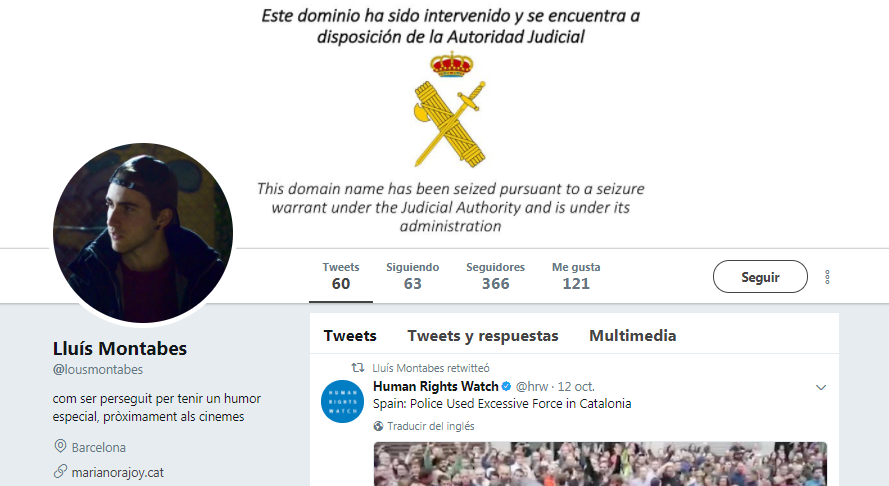 Este dominio ha sido intervenido y se encuentra a
disposición de la Autoridad Judicial
This domain name has been seized pursuant to a seizure
warrant under the Judicial Authority and is under its
administration
Tweets
60
Siguiendo
63
Seguidores
366
Me gusta
121
Seguir
Lluís Montabes
@lousmontabes
com ser perseguit per tenir un humor
especial, pròximament als cinemes
Barcelona
marianorajoy.cat
Tweets
Tweets y respuestas
Multimedia
Lluís Montabes retwitteó
HUMAN
RIGHTS
WATCH
Human Rights Watch @hrw · 12 oct.
Spain: Police Used Excessive Force in Catalonia
Traducir del inglés